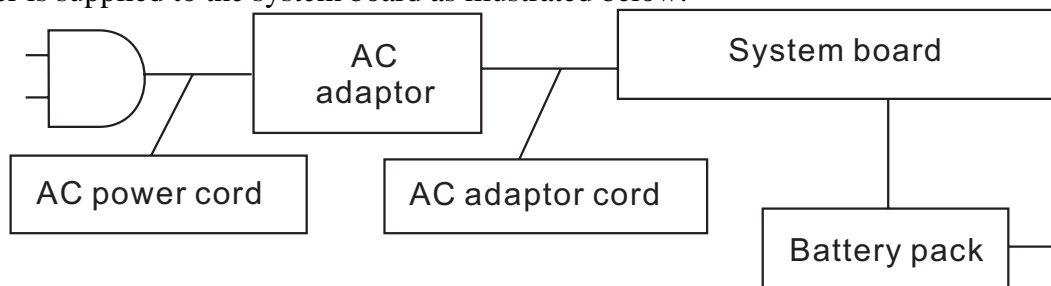 er is supplied to the system board as illustrated below.
AC
adaptor
System board
AC power cord
AC adaptor cord
Battery pack